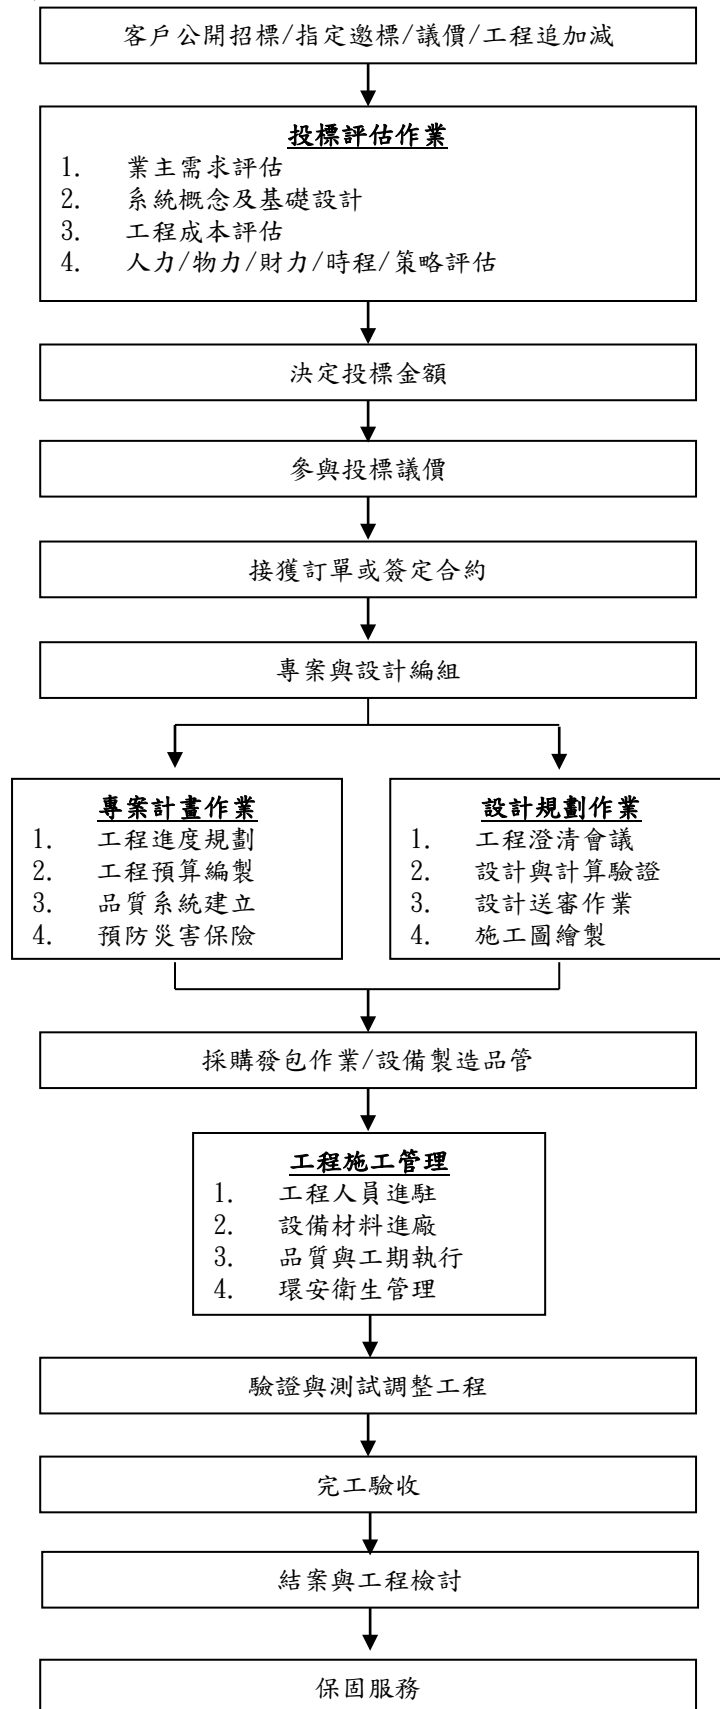 客戶公開招標/指定邀標/議價/工程追加減
投標評估作業
1. 業主需求評估
2. 系統概念及基礎設計
3. 工程成本評估
4. 人力/物力/財力/時程/策略評估
決定投標金額
參與投標議價
接獲訂單或簽定合約
專案與設計編組
專案計畫作業
1. 工程進度規劃
2. 工程預算編製
3. 品質系統建立
4. 預防災害保險
設計規劃作業
1. 工程澄清會議
2. 設計與計算驗證
3. 設計送審作業
4. 施工圖繪製
採購發包作業/設備製造品管
工程施工管理
1. 工程人員進駐
2. 設備材料進廠
3. 品質與工期執行
4. 環安衛生管理
驗證與測試調整工程
完工驗收
結案與工程檢討
保固服務